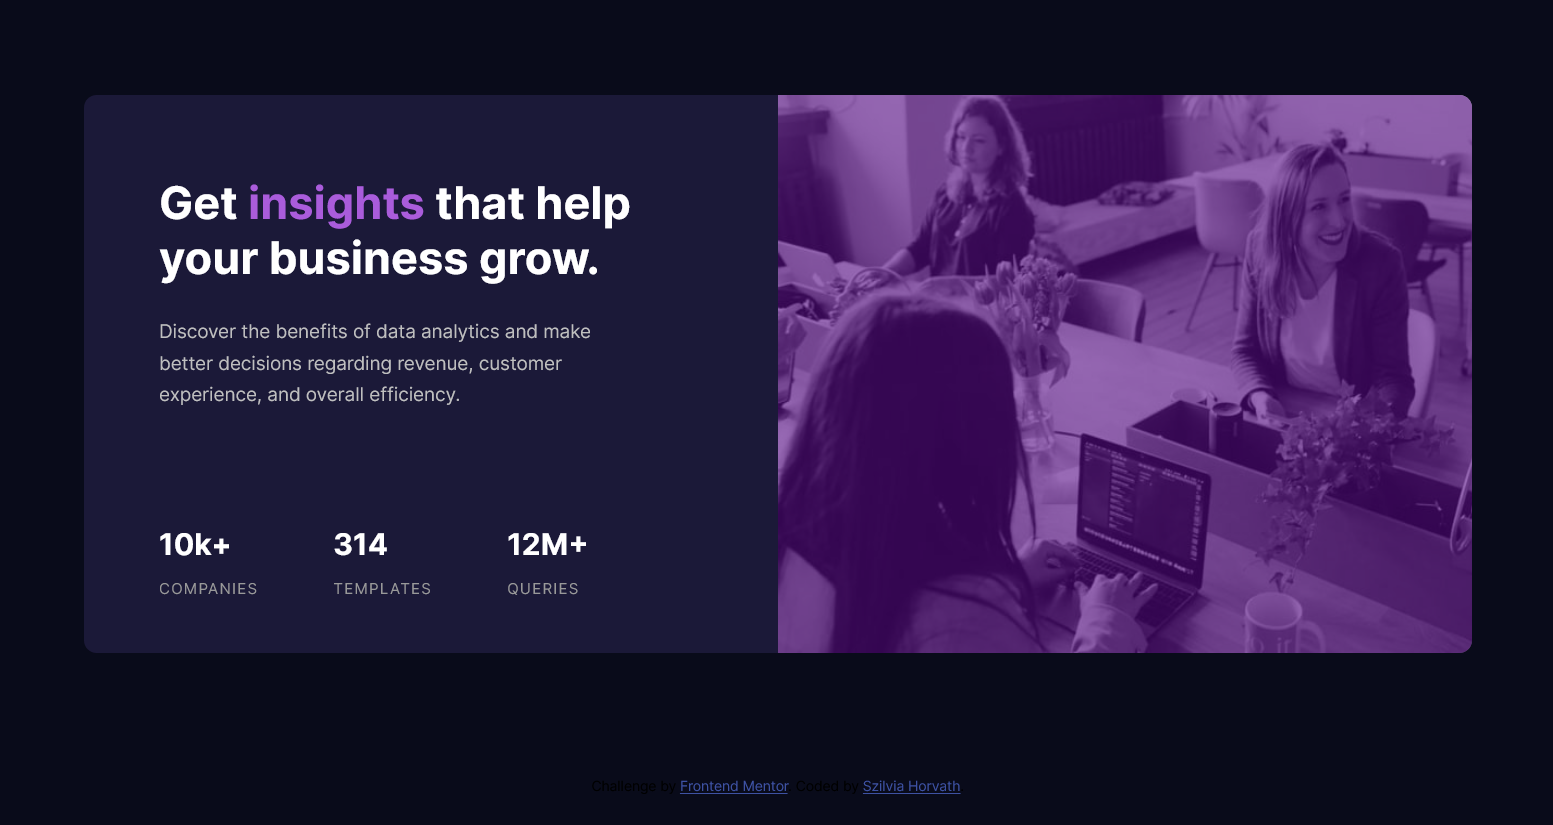 Get insights that help
your business grow.
Discover the benefits of data analytics and make
better decisions regarding revenue, customer
experience, and overall efficiency.
10k+ 314 12M+
COMPANIES TEMPLATES QUERIES
Challenge by Frontend Mentor. Coded by Szilvia Horvath